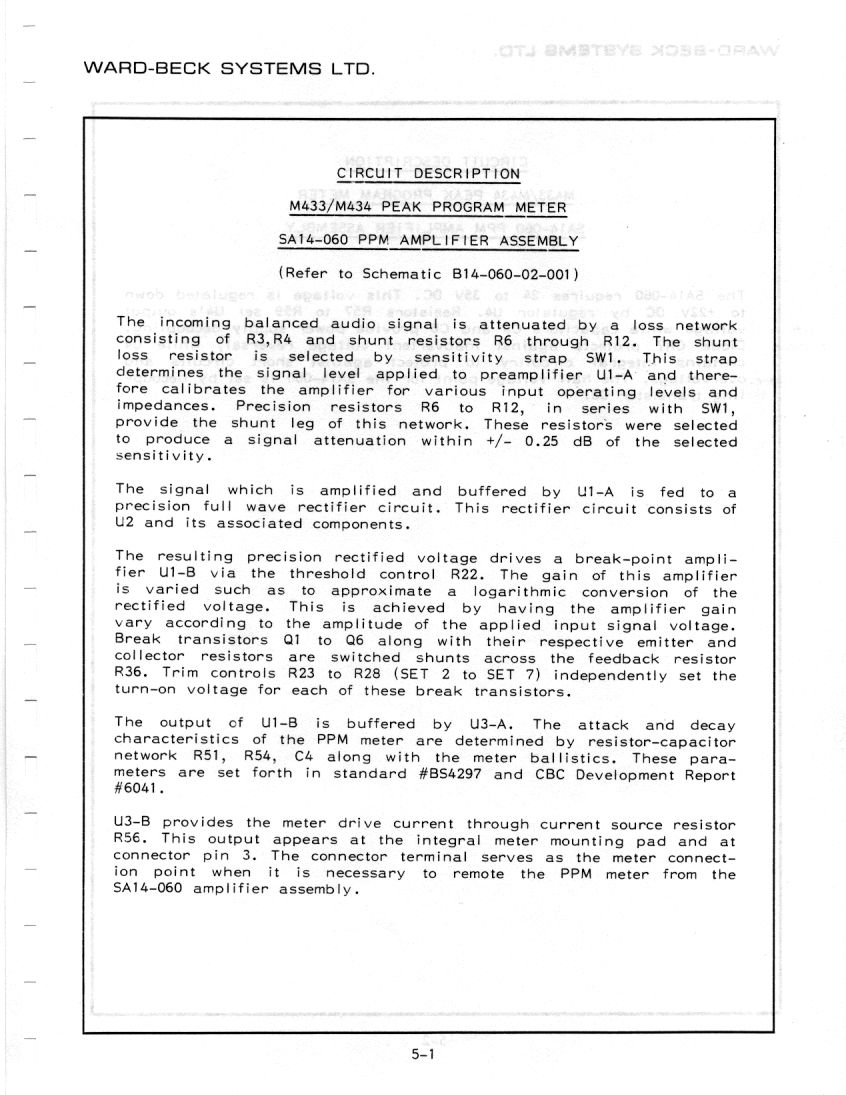 WARD-BECK SYSTEMS LTD.
CIRCUIT DESCRIPTION
M433/M434 PEAK PROGRAM METER
SA14-060 PPM AMPLIFIER ASSEMBLY
(Refer to Schematic B14-060-02-001)
The incoming balanced audio signal is attenuated by a loss network
consisting of R3,R4 and shunt resistors R6 through R12. The shunt
loss resistor is selected by sensitivity strap SW1. This strap
determines the signal level applied to preamplifier U1-A and there-
fore calibrates the amplifier for various input operating levels and
impedances. Precision resistors R6 to R12, in series with SW1,
provide the shunt leg of this network. These resistors were selected
to produce a signal attenuation within +/- 0.25 dB of the selected
sensitivity.
The signal which is amplified and buffered by U1-A is fed to a
precision full wave rectifier circuit. This rectifier circuit consists of
U2 and its associated components.
The resulting precision rectified voltage drives a break-point ampli-
fier U1-B via the threshold control R22. The gain of this amplifier
is varied such as to approximate a logarithmic conversion of the
rectified voltage. This is achieved by having the amplifier gain
vary according to the amplitude of the applied input signal voltage.
Break transistors Q1 to Q6 along with their respective emitter and
collector resistors are switched shunts across the feedback resistor
R36. Trim controls R23 to R28 (SET 2 to SET 7) independently set the
turn-on voltage for each of these break transistors.
The output of U1-B is buffered by U3-A. The attack and decay
characteristics of the PPM meter are determined by resistor-capacitor
network R51, R54, C4 along with the meter ballistics. These para-
meters are set forth in standard #BS4297 and CBC Development Report
#6041.
U3-B provides the meter drive current through current source resistor
R56. This output appears at the integral meter mounting pad and at
connector pin 3. The connector terminal serves as the meter connect-
ion point when it is necessary to remote the PPM meter from the
SA14-060 amplifier assembly.
5-1